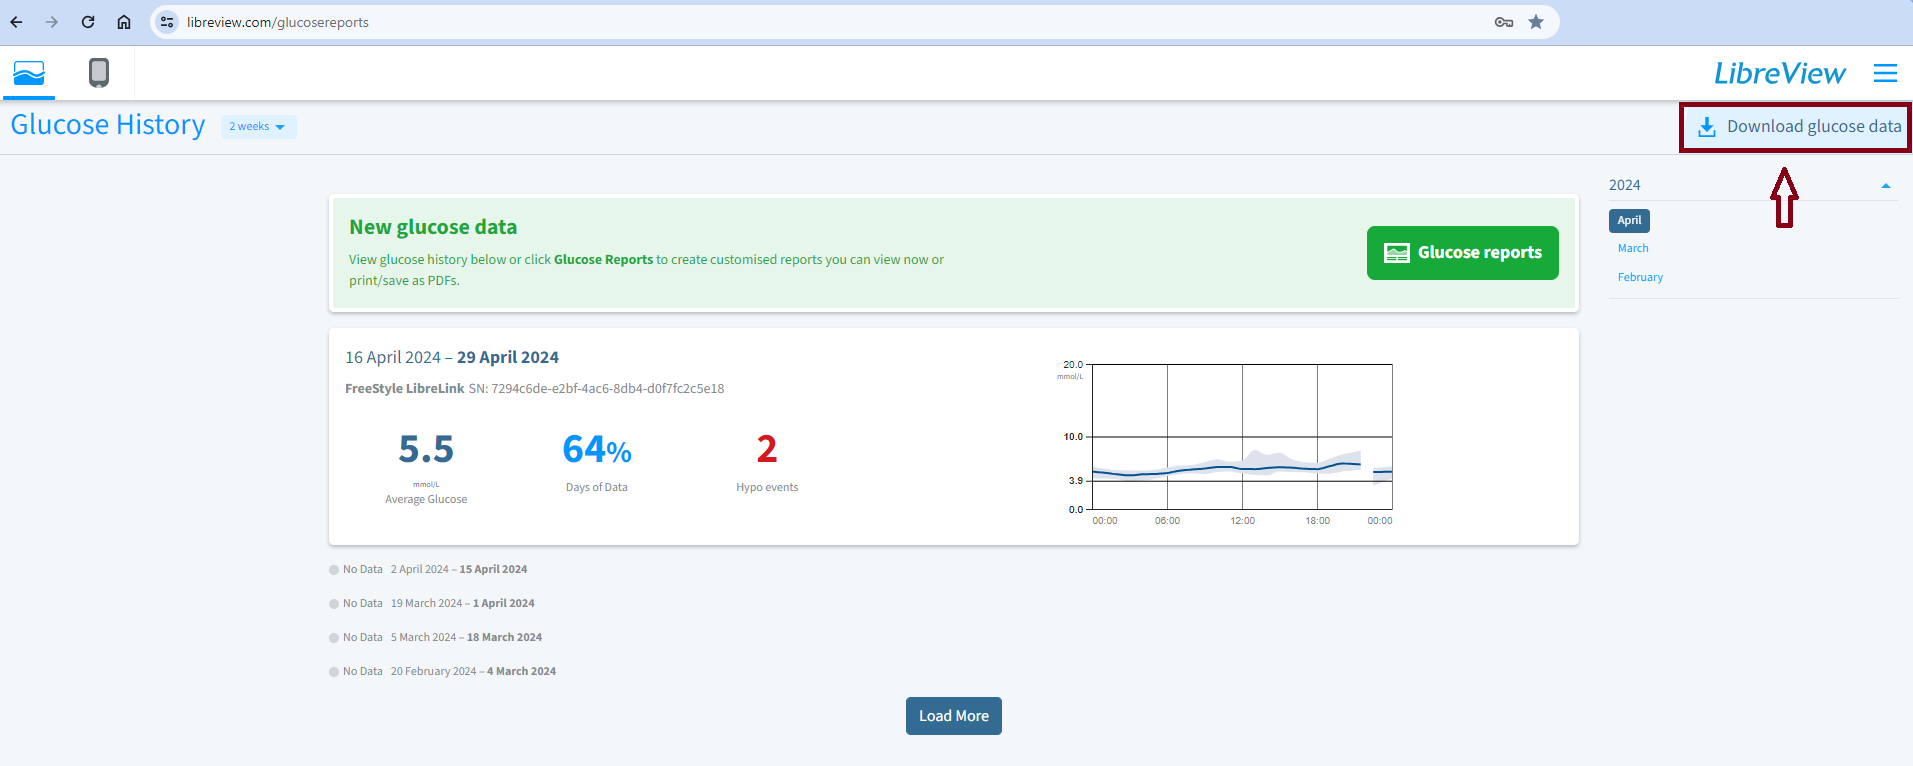 libreview.com/glucosereports
LibreView
Glucose History
2 weeks
Download glucose data
2024
April
March
February
New glucose data
View glucose history below or click Glucose Reports to create customised reports you can view now or
print/save as PDFs.
Glucose reports
16 April 2024 – 29 April 2024
FreeStyle LibreLink SN: 7294c6de-e2bf-4ac6-8db4-d0f7fc2c5e18
5.5
mmol/L
Average Glucose
64%
Days of Data
2
Hypo events
20.0
mmol/L
10.0
3.9
0.0
00:00 06:00 12:00 18:00 00:00
No Data 2 April 2024 – 15 April 2024
No Data 19 March 2024 – 1 April 2024
No Data 5 March 2024 – 18 March 2024
No Data 20 February 2024 – 4 March 2024
Load More